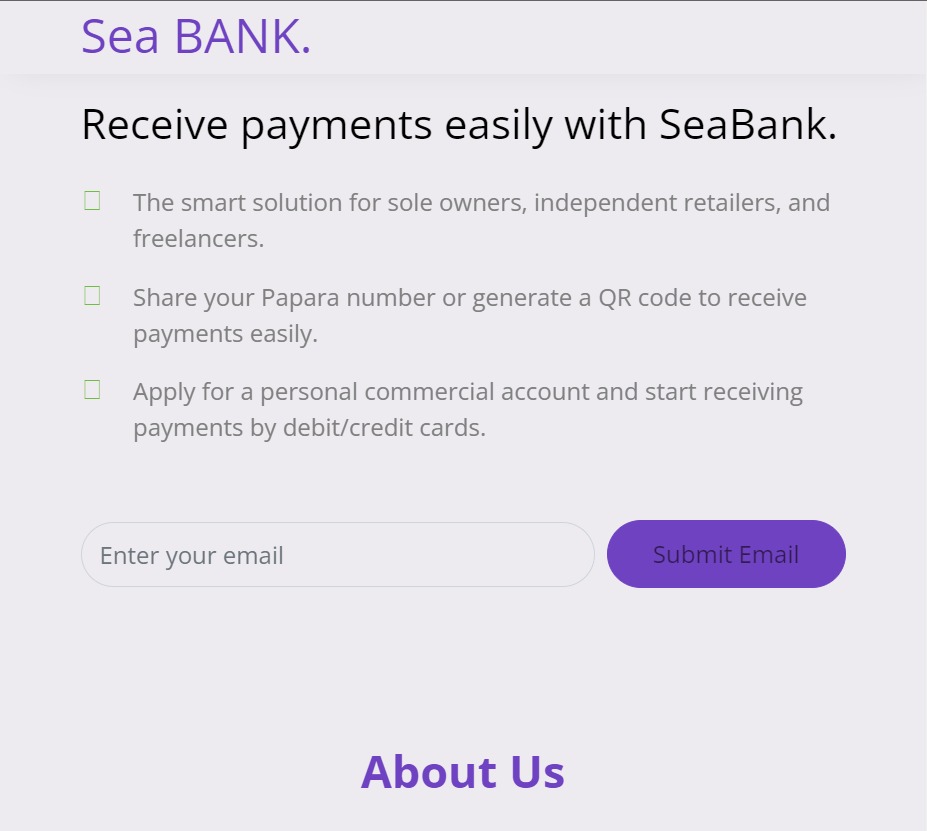 Sea BANK.
Receive payments easily with SeaBank.
The smart solution for sole owners, independent retailers, and
freelancers.
Share your Papara number or generate a QR code to receive
payments easily.
Apply for a personal commercial account and start receiving
payments by debit/credit cards.
Enter your email
Submit Email
About Us